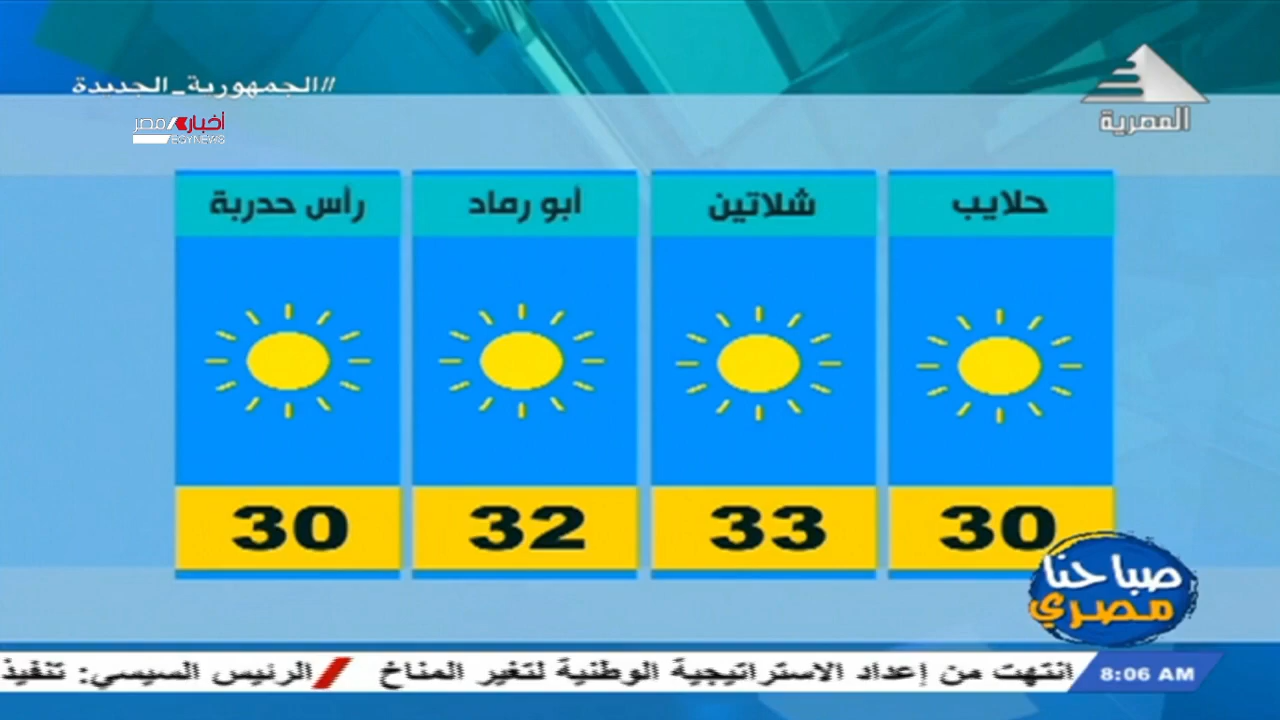 #الجمهورية_الجديدة
المصرية
أخبار مصر
EGYNEWS
حلايب
شلاتين
أبو رماد
رأس حدربة
30
33
32
30
صباحنا
مصري
8:06 AM
انتهت من إعداد الاستراتيجية الوطنية لتغير المناخ
الرئيس السيسي: تنفيذ